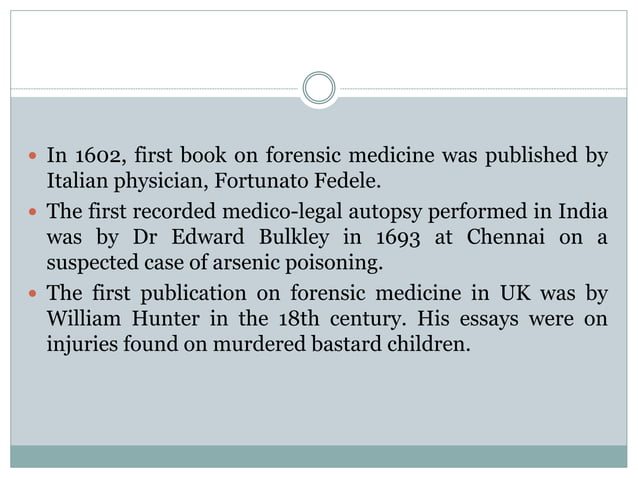 In 1602, first book on forensic medicine was published by
Italian physician, Fortunato Fedele.
The first recorded medico-legal autopsy performed in India
was by Dr Edward Bulkley in 1693 at Chennai on a
suspected case of arsenic poisoning.
The first publication on forensic medicine in UK was by
William Hunter in the 18th century. His essays were on
injuries found on murdered bastard children.